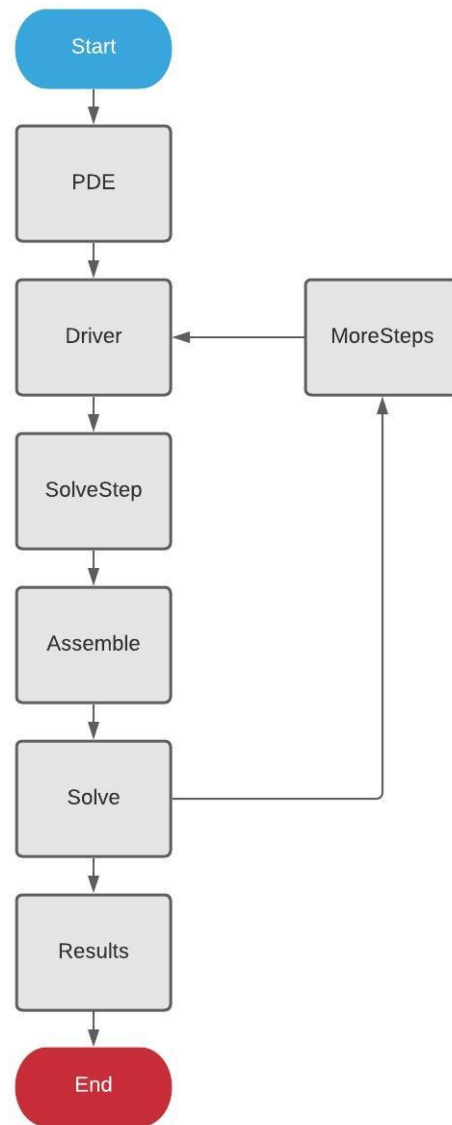 Start
PDE
Driver
MoreSteps
SolveStep
Assemble
Solve
Results
End